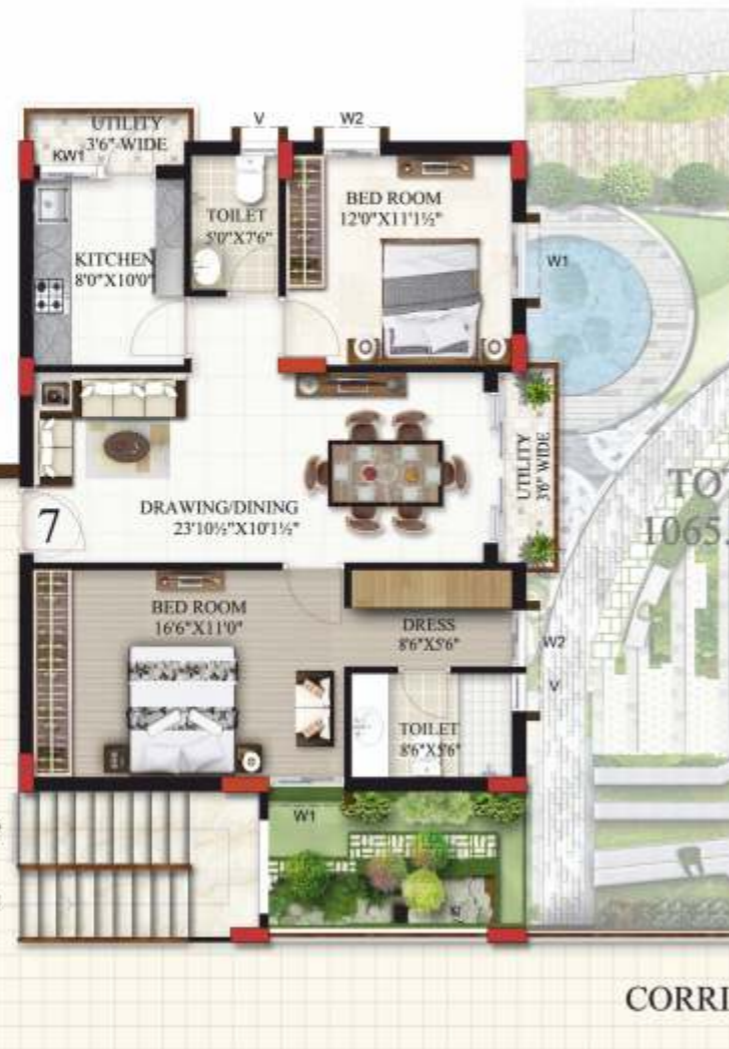 UTILITY
3'6" WIDE
KW1
V
W2
TOILET
5'0"X7'6"
BED ROOM
12'0"X11'1½"
KITCHEN
8'0"X10'0"
W1
UTILITY
3'6" WIDE
DRAWING/DINING
23'10½"X10'1½"
7
1065.
BED ROOM
16'6"X11'0"
DRESS
8'6"X5'6"
W2
V
TOILET
8'6"X5'6"
W1